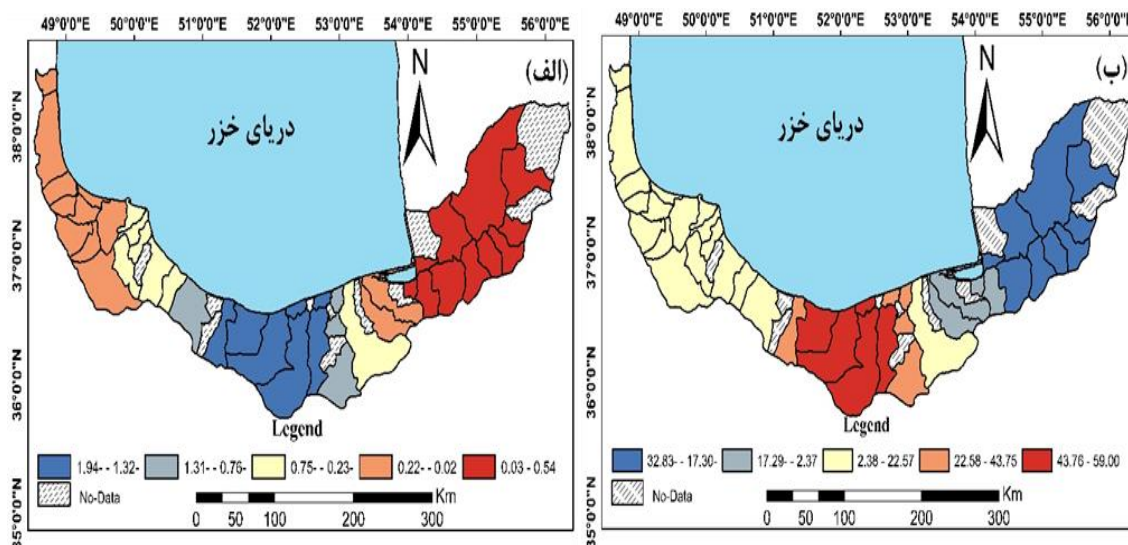 49°0'0"E 50°0'0"E 51°0'0"E 52°0'0"E 53°0'0"E 54°0'0"E 55°0'0"E 56°0'0"E
(الف)
N
دریای خزر
38°0'0"N
37°0'0"N
36°0'0"N
35°0'0"N
Legend
1.94- - 1.32- 1.31- - 0.76- 0.75- - 0.23- 0.22- - 0.02 0.03 - 0.54
No-Data
Km
0 50 100 200 300
49°0'0"E 50°0'0"E 51°0'0"E 52°0'0"E 53°0'0"E 54°0'0"E 55°0'0"E 56°0'0"E
(ب)
N
دریای خزر
38°0'0"N
37°0'0"N
36°0'0"N
35°0'0"N
Legend
32.83- - 17.30- 17.29- - 2.37 2.38 - 22.57 22.58 - 43.75 43.76 - 59.00
No-Data
Km
0 50 100 200 300